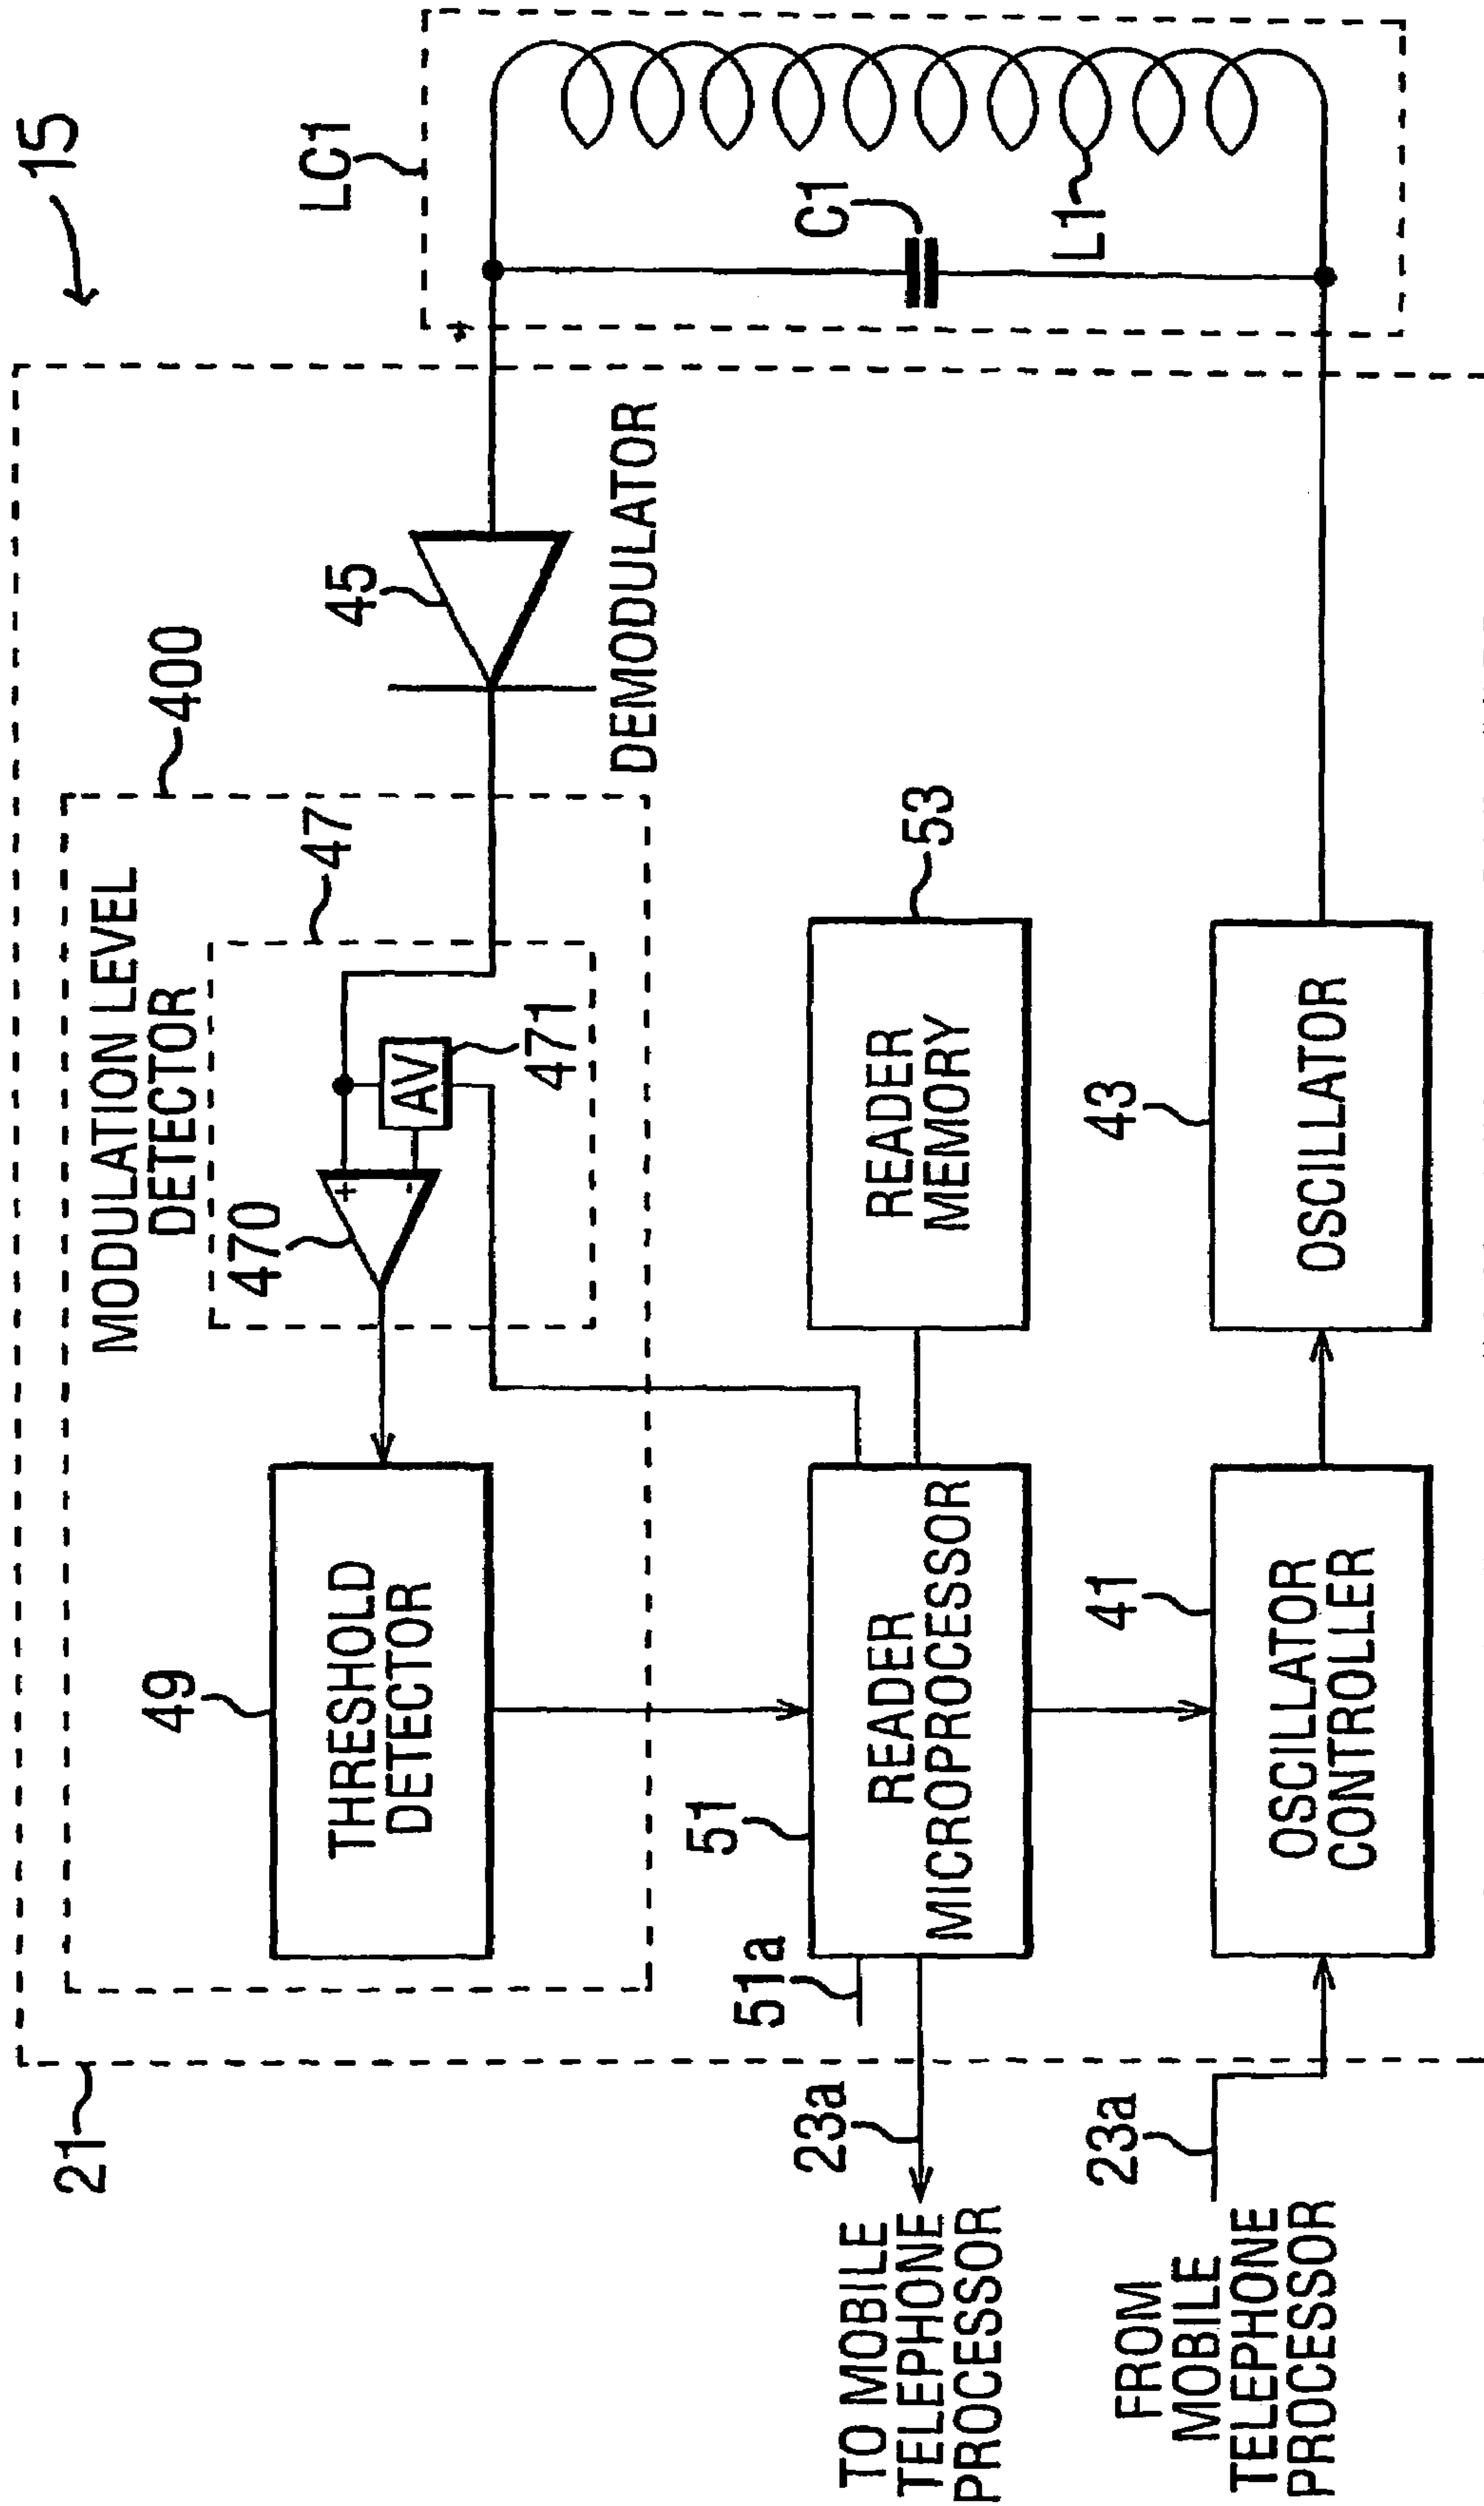 15
LC1
C1
L1
21
400
MODULATION LEVEL
DETECTOR
47
45
DEMODULATOR
470
+
-
AV
471
49
THRESHOLD
DETECTOR
53
READER
MEMORY
51
51a
READER
MICROPROCESSOR
43
OSCILLATOR
41
OSCILLATOR
CONTROLLER
23a
TO MOBILE
TELEPHONE
PROCESSOR
23a
FROM
MOBILE
TELEPHONE
PROCESSOR